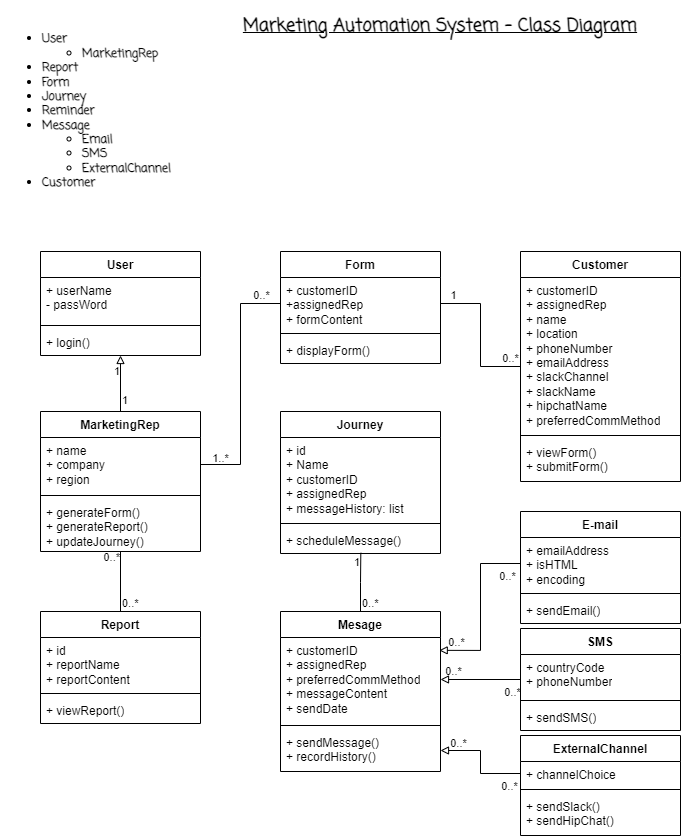 Marketing Automation System - Class Diagram
User
MarketingRep
Report
Form
Journey
Reminder
Message
Email
SMS
ExternalChannel
Customer
User
+ userName
- passWord
+ login()
1
1
MarketingRep
+ name
+ company
+ region
+ generateForm()
+ generateReport()
+ updateJourney()
1..*
0..*
0..*
0..*
Report
+ id
+ reportName
+ reportContent
+ viewReport()
Form
+ customerID
+assignedRep
+ formContent
+ displayForm()
1
0..*
Customer
+ customerID
+ assignedRep
+ name
+ location
+ phoneNumber
+ emailAddress
+ slackChannel
+ slackName
+ hipchatName
+ preferredCommMethod
+ viewForm()
+ submitForm()
Journey
+ id
+ Name
+ customerID
+ assignedRep
+ messageHistory: list
+ scheduleMessage()
1
0..*
Mesage
+ customerID
+ assignedRep
+ preferredCommMethod
+ messageContent
+ sendDate
+ sendMessage()
+ recordHistory()
0..*
0..*
0..*
0..*
0..*
0..*
E-mail
+ emailAddress
+ isHTML
+ encoding
+ sendEmail()
SMS
+ countryCode
+ phoneNumber
+ sendSMS()
ExternalChannel
+ channelChoice
+ sendSlack()
+ sendHipChat()